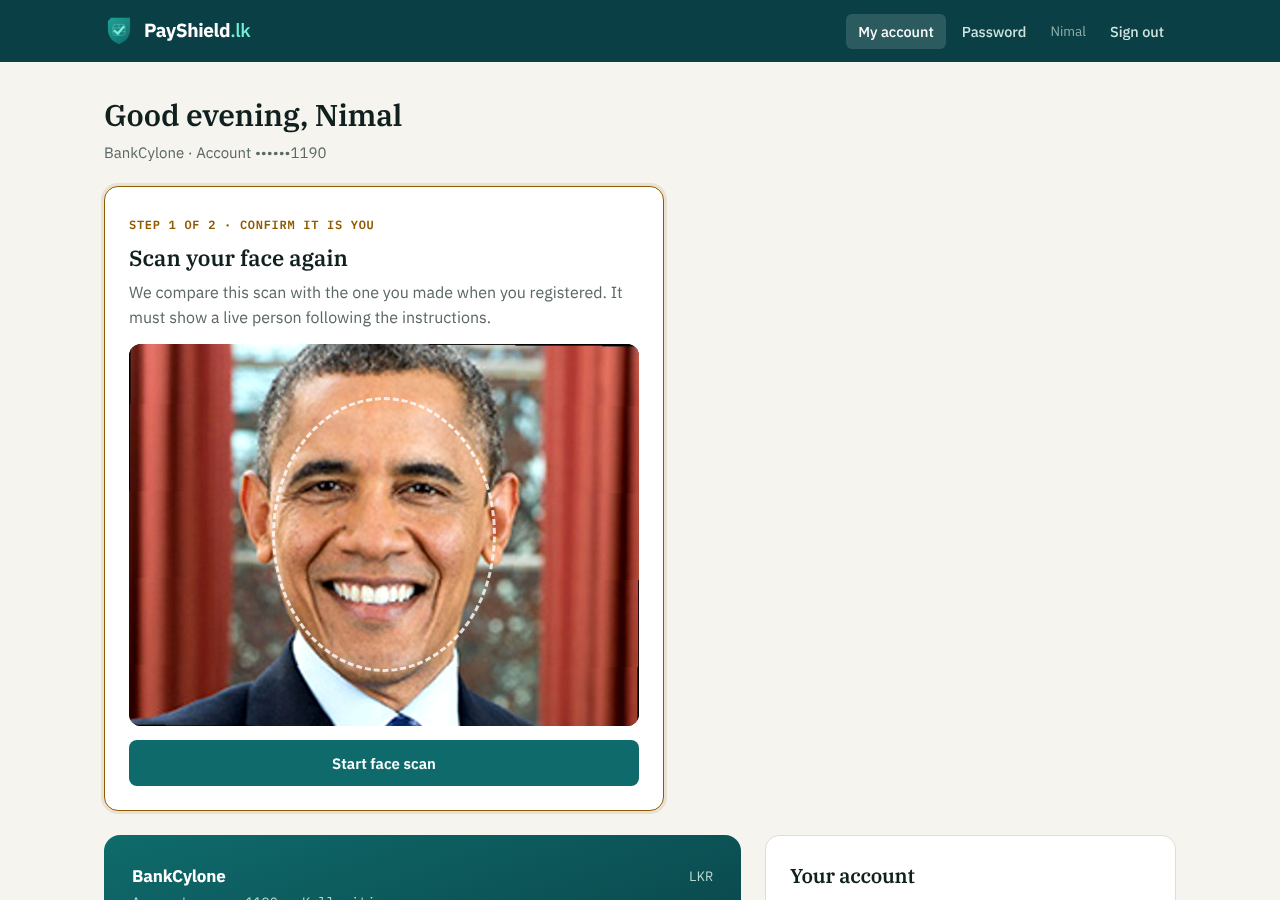 PayShield.lk
My account
Password
Nimal
Sign out
Good evening, Nimal
BankCylone · Account ••••••1190
STEP 1 OF 2 · CONFIRM IT IS YOU
Scan your face again
We compare this scan with the one you made when you registered. It
must show a live person following the instructions.
Start face scan
BankCylone
LKR
Your account